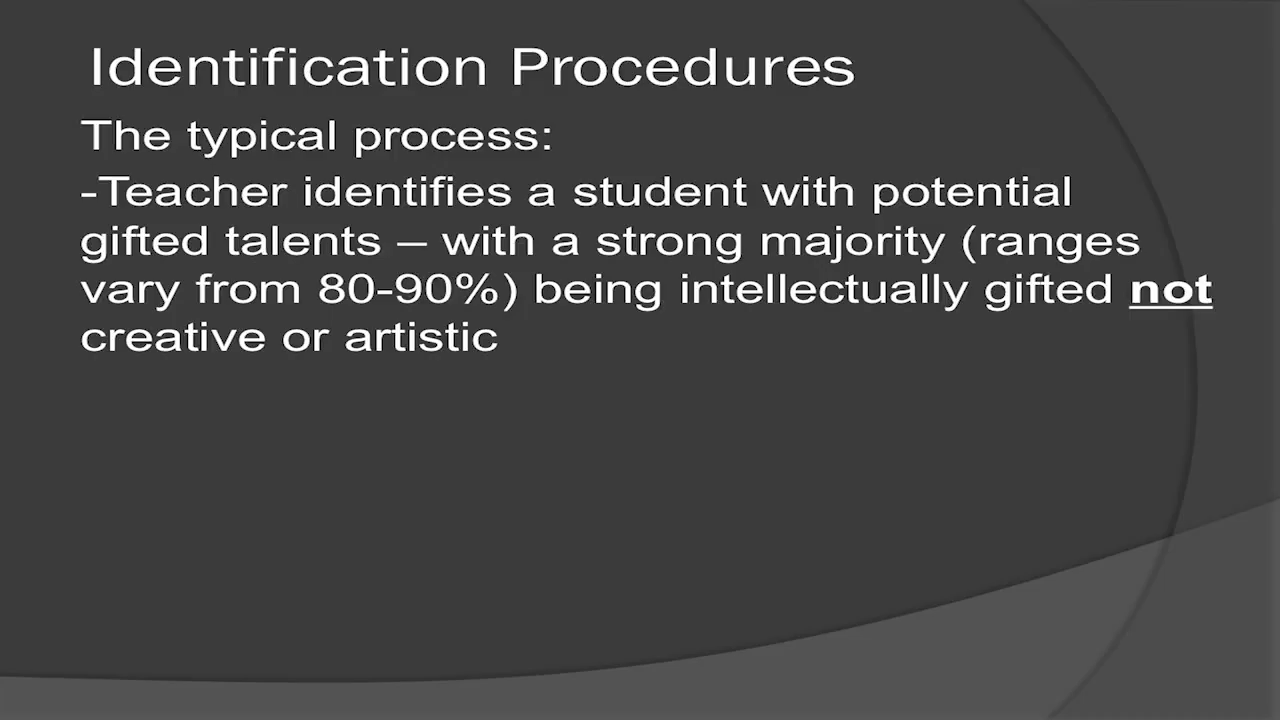 Identification Procedures
The typical process:
-Teacher identifies a student with potential
gifted talents – with a strong majority (ranges
vary from 80-90%) being intellectually gifted not
creative or artistic